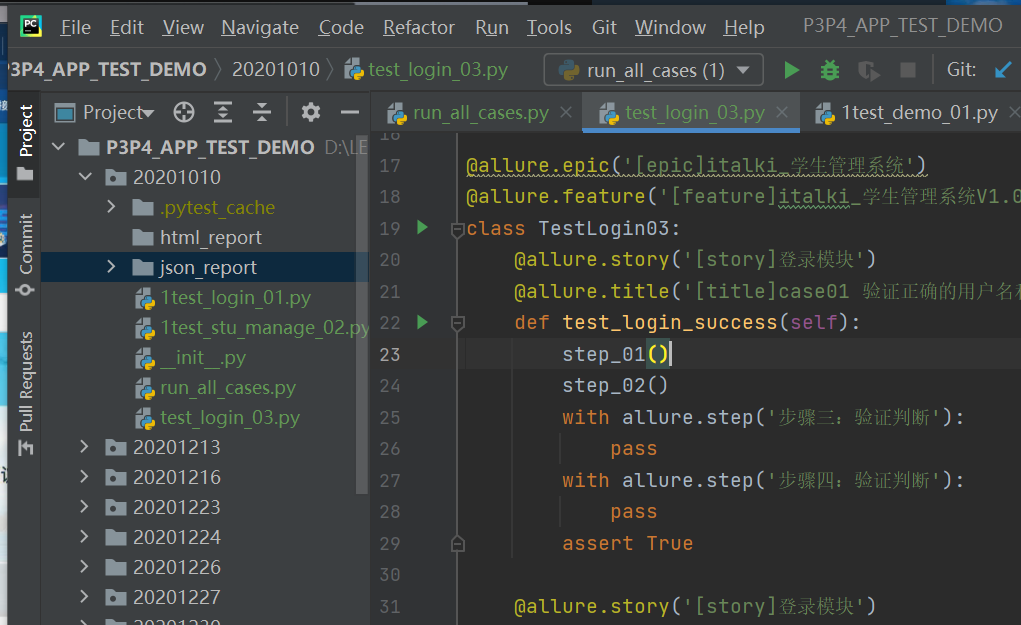 PC File Edit View Navigate Code Refactor Run Tools Git Window Help P3P4_APP_TEST_DEMO
P3P4_APP_TEST_DEMO 20201010 test_login_03.py run_all_cases (1) Git:
Project run_all_cases.py test_login_03.py 1test_demo_01.py
Project
Commit
Pull Requests
P3P4_APP_TEST_DEMO D:\LE
20201010
.pytest_cache
html_report
json_report
1test_login_01.py
1test_stu_manage_02.py
__init__.py
run_all_cases.py
test_login_03.py
20201213
20201216
20201223
20201224
20201226
20201227
20201230
16
17 @allure.epic('[epic]italki_学生管理系统')
18 @allure.feature('[feature]italki_学生管理系统V1.0
19 class TestLogin03:
20 @allure.story('[story]登录模块')
21 @allure.title('[title]case01 验证正确的用户名和
22 def test_login_success(self):
23 step_01()
24 step_02()
25 with allure.step('步骤三：验证判断'):
26 pass
27 with allure.step('步骤四：验证判断'):
28 pass
29 assert True
30
31 @allure.story('[story]登录模块')